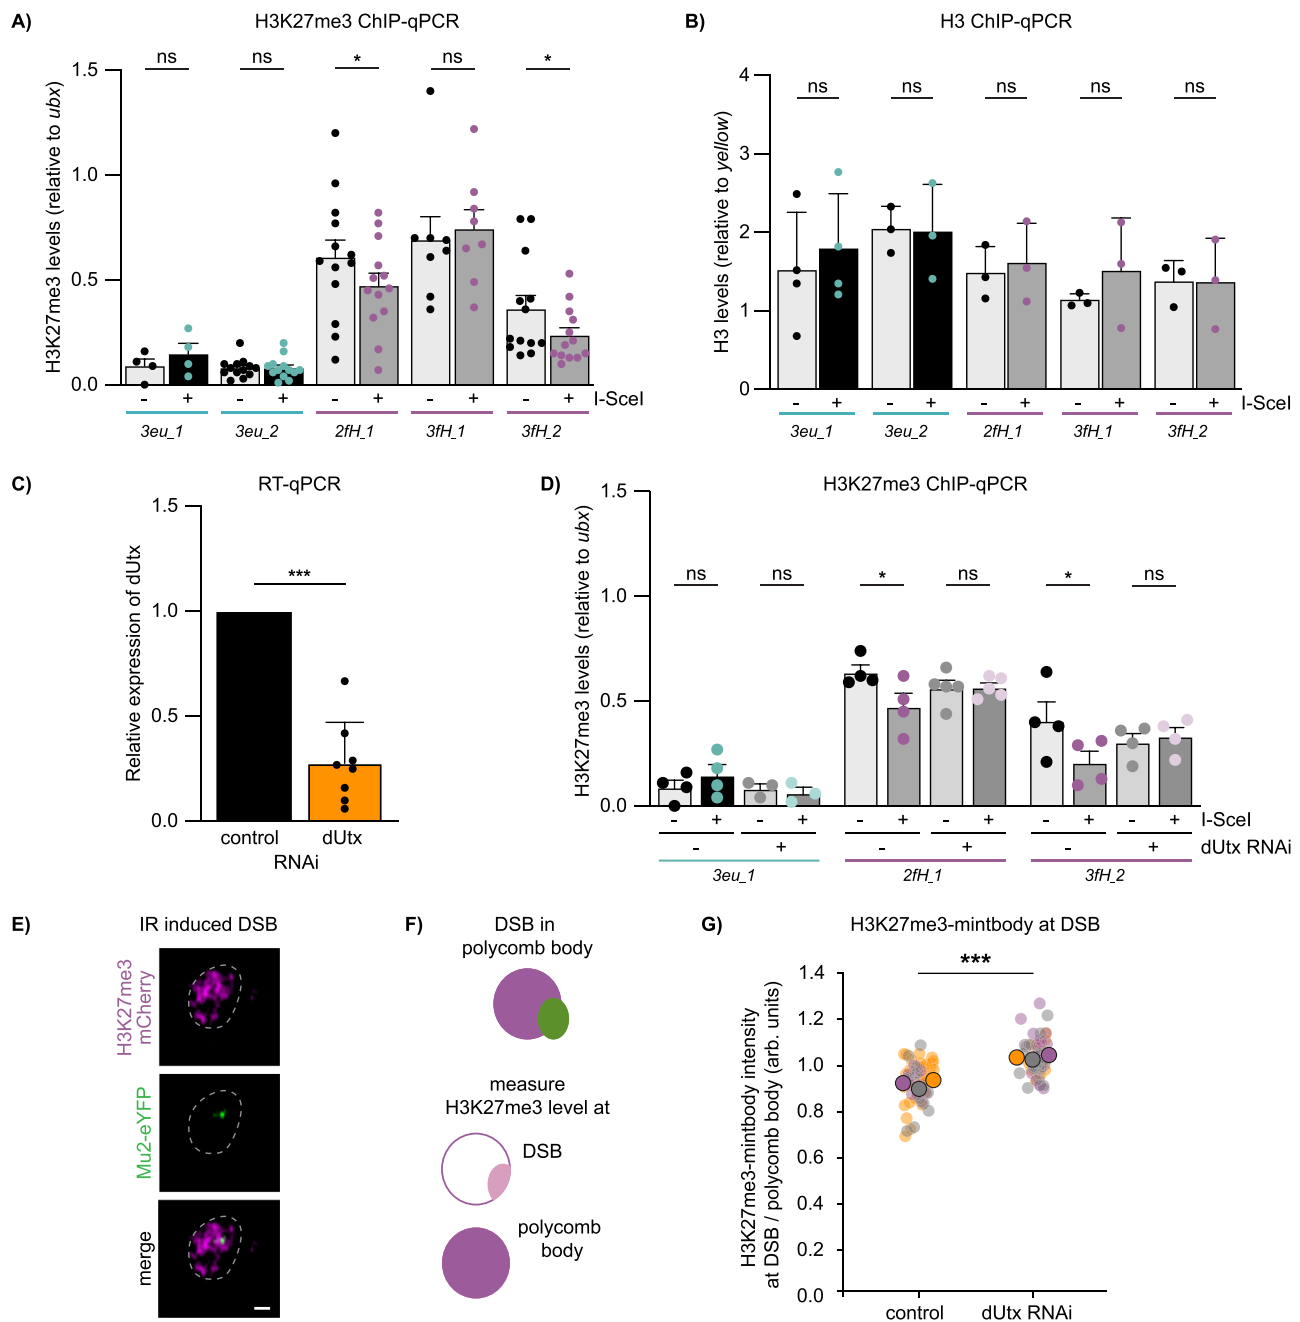 A)
H3K27me3 ChIP-qPCR
H3K27me3 levels (relative to ubx)
1.5
1.0
0.5
0.0
ns
ns
*
ns
*
- + - + - + - + - + I-SceI
3eu_1 3eu_2 2fH_1 3fH_1 3fH_2
B)
H3 ChIP-qPCR
H3 levels (relative to yellow)
4
3
2
1
0
ns
ns
ns
ns
ns
- + - + - + - + - + I-SceI
3eu_1 3eu_2 2fH_1 3fH_1 3fH_2
C)
RT-qPCR
Relative expression of dUtx
1.5
1.0
0.5
0.0
***
control dUtx
RNAi
D)
H3K27me3 ChIP-qPCR
H3K27me3 levels (relative to ubx)
1.5
1.0
0.5
0.0
ns
ns
*
ns
*
ns
- + - + - + - + - + - + I-SceI
- + - + - + dUtx RNAi
3eu_1 2fH_1 3fH_2
E)
IR induced DSB
H3K27me3
mCherry
Mu2-eYFP
merge
F)
DSB in
polycomb body
measure
H3K27me3 level at
DSB
polycomb
body
G)
H3K27me3-mintbody at DSB
H3K27me3-mintbody intensity
at DSB / polycomb body (arb. units)
1.4
1.2
1.0
0.8
0.6
0.4
0.2
0.0
***
control dUtx RNAi